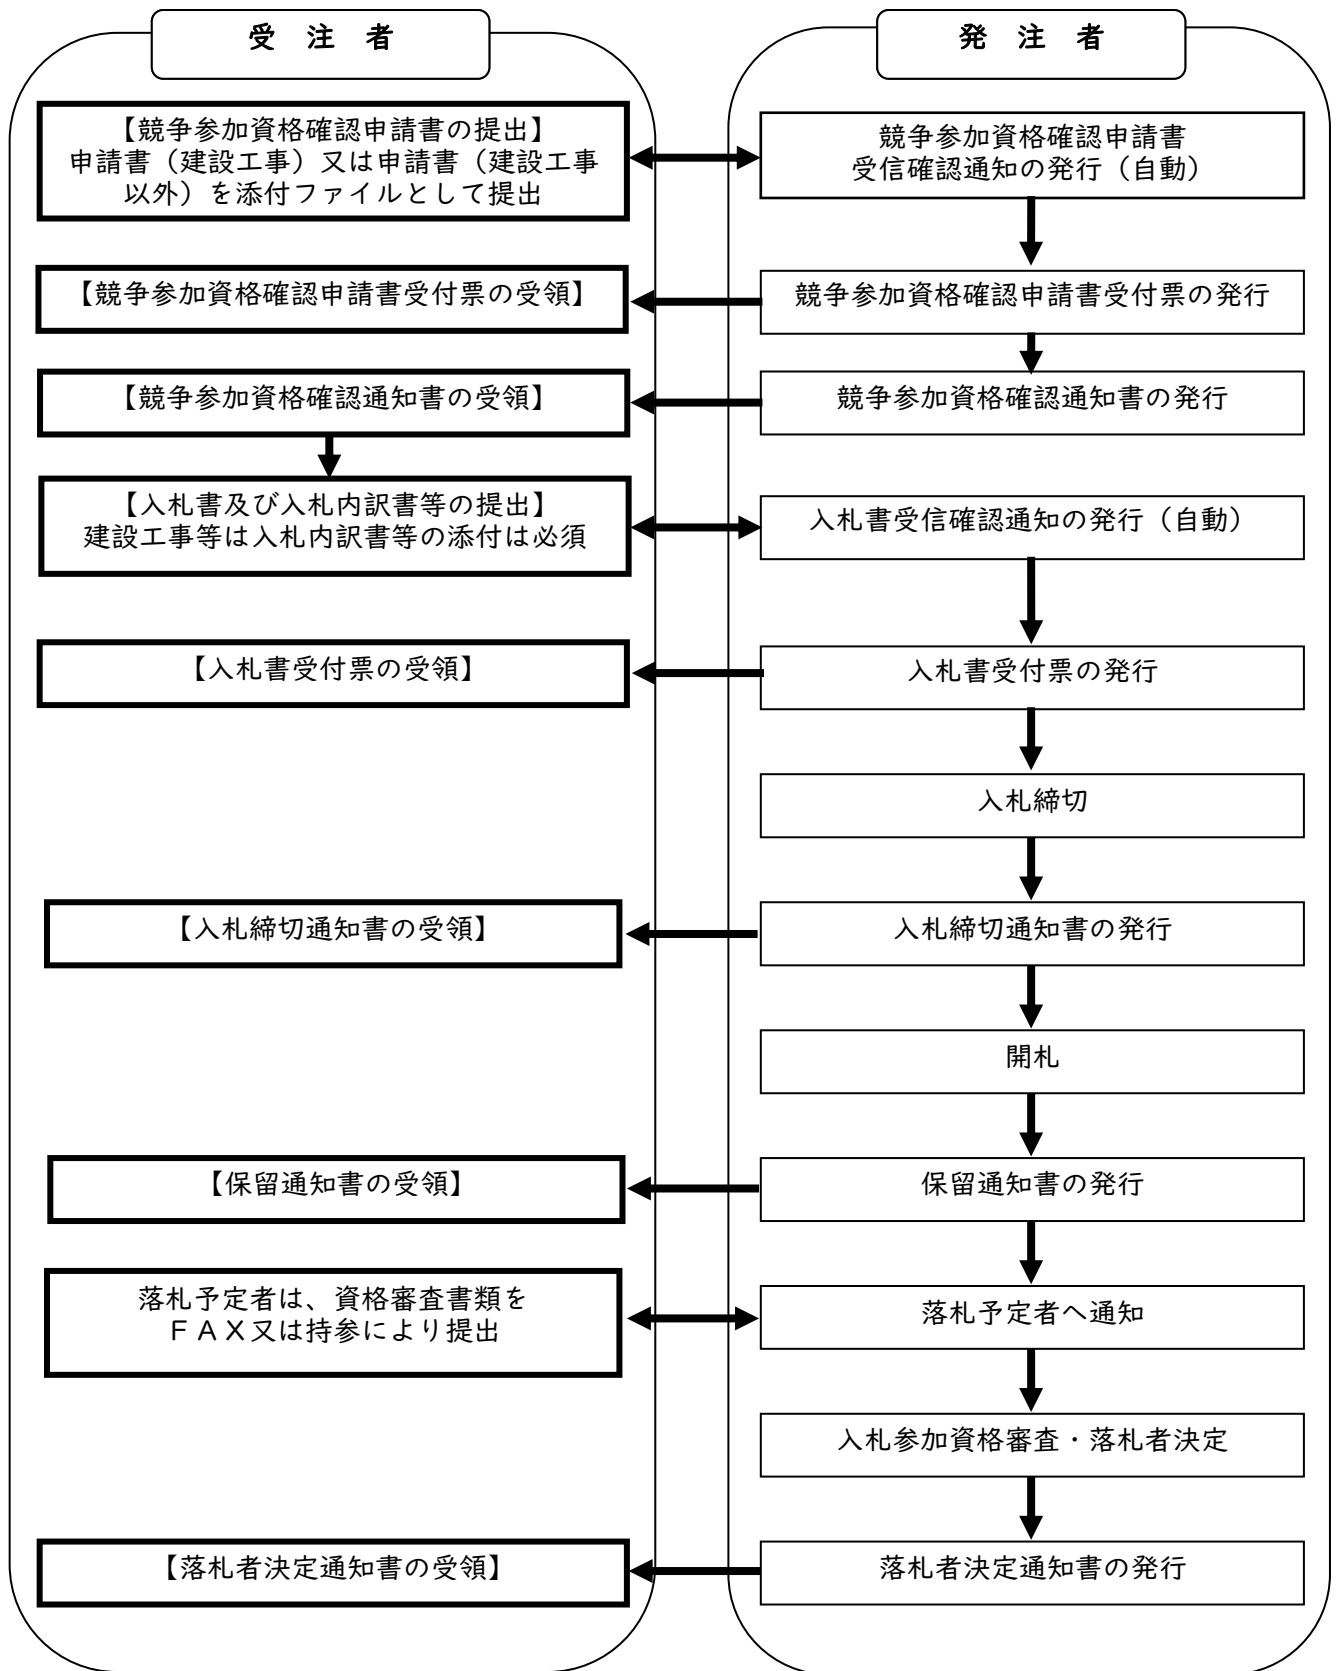 受　注　者
発　注　者
【競争参加資格確認申請書の提出】
申請書（建設工事）又は申請書（建設工事
以外）を添付ファイルとして提出
競争参加資格確認申請書
受信確認通知の発行（自動）
【競争参加資格確認申請書受付票の受領】
競争参加資格確認申請書受付票の発行
【競争参加資格確認通知書の受領】
競争参加資格確認通知書の発行
【入札書及び入札内訳書等の提出】
建設工事等は入札内訳書等の添付は必須
入札書受信確認通知の発行（自動）
【入札書受付票の受領】
入札書受付票の発行
入札締切
【入札締切通知書の受領】
入札締切通知書の発行
開札
【保留通知書の受領】
保留通知書の発行
落札予定者は、資格審査書類を
ＦＡＸ又は持参により提出
落札予定者へ通知
入札参加資格審査・落札者決定
【落札者決定通知書の受領】
落札者決定通知書の発行